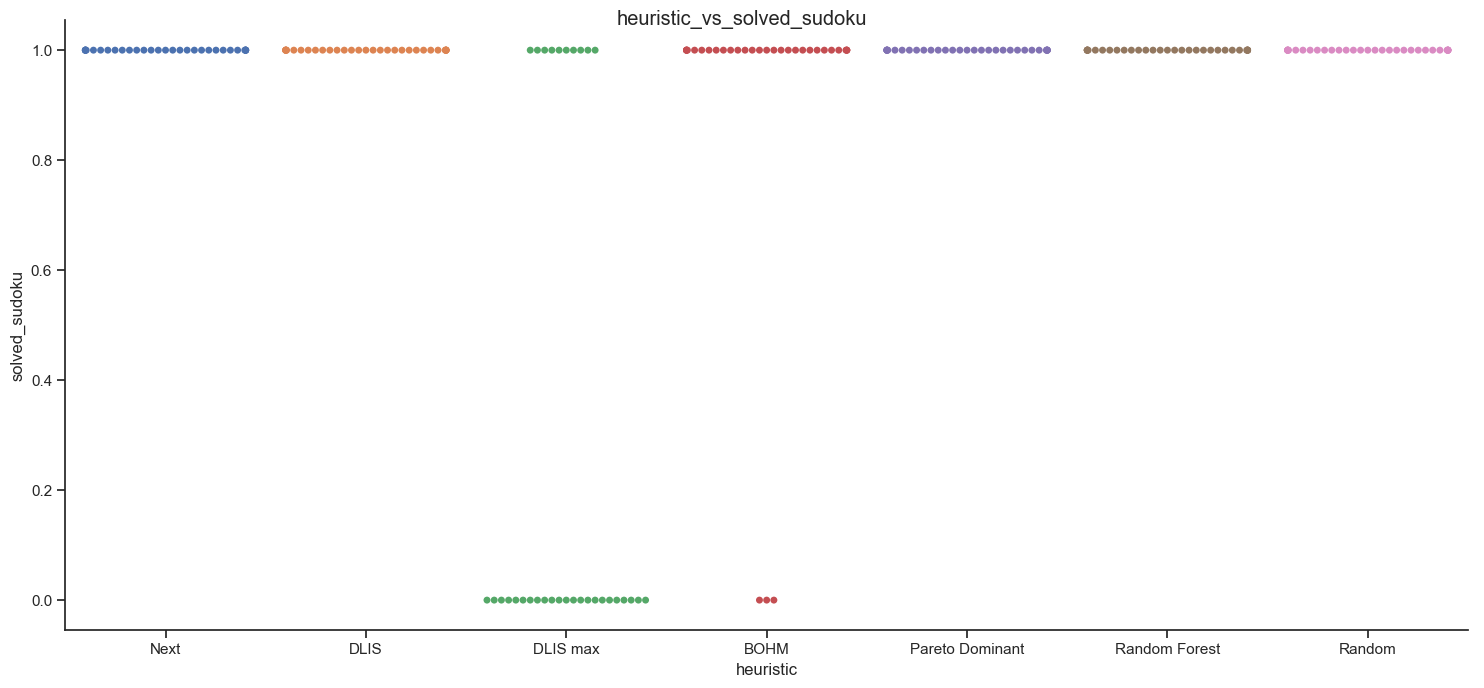 heuristic_vs_solved_sudoku
1.0
0.8
0.6
0.4
0.2
0.0
solved_sudoku
Next DLIS DLIS max BOHM Pareto Dominant Random Forest Random
heuristic